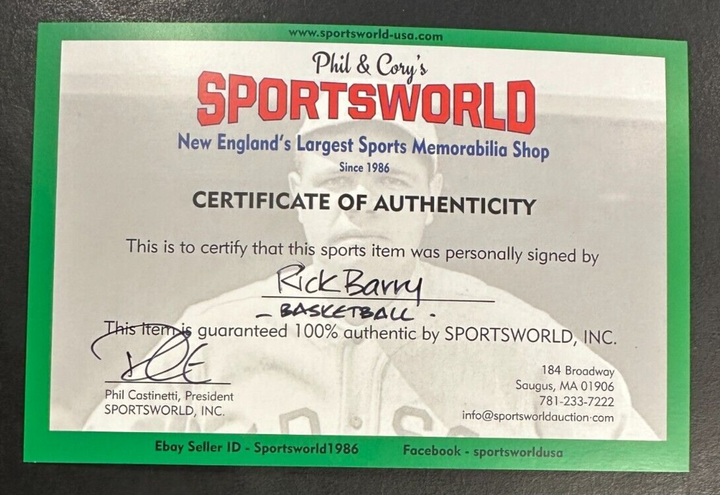 www.sportsworld-usa.com
Phil & Cory's
SPORTSWORLD
New England's Largest Sports Memorabilia Shop
Since 1986
CERTIFICATE OF AUTHENTICITY
This is to certify that this sports item was personally signed by
Rick Barry
- BASKETBALL -
This item is guaranteed 100% authentic by SPORTSWORLD, INC.
Phil Castinetti, President
SPORTSWORLD, INC.
184 Broadway
Saugus, MA 01906
781-233-7222
info@sportsworldauction.com
Ebay Seller ID - Sportsworld1986
Facebook - sportsworldusa